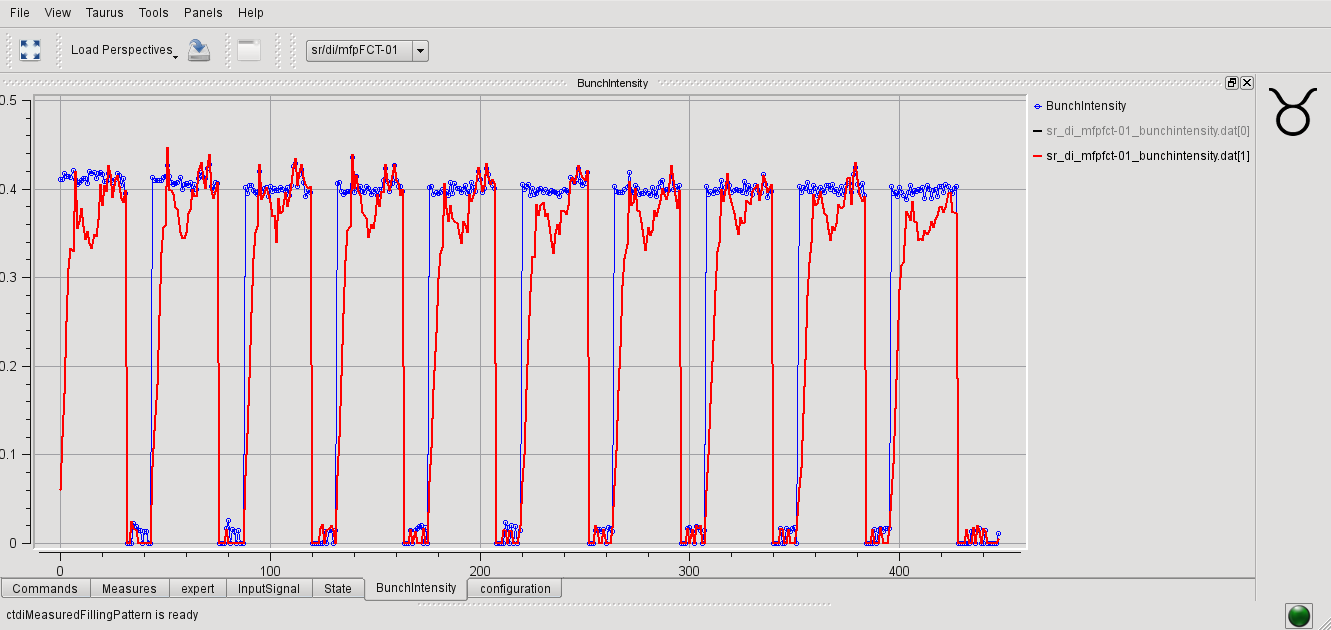 File View Taurus Tools Panels Help
Load Perspectives sr/di/mfpFCT-01
BunchIntensity
BunchIntensity
sr_di_mfpfct-01_bunchintensity.dat[0]
sr_di_mfpfct-01_bunchintensity.dat[1]
0.5
0.4
0.3
0.2
0.1
0
0 100 200 300 400
Commands Measures expert InputSignal State BunchIntensity configuration
ctdiMeasuredFillingPattern is ready